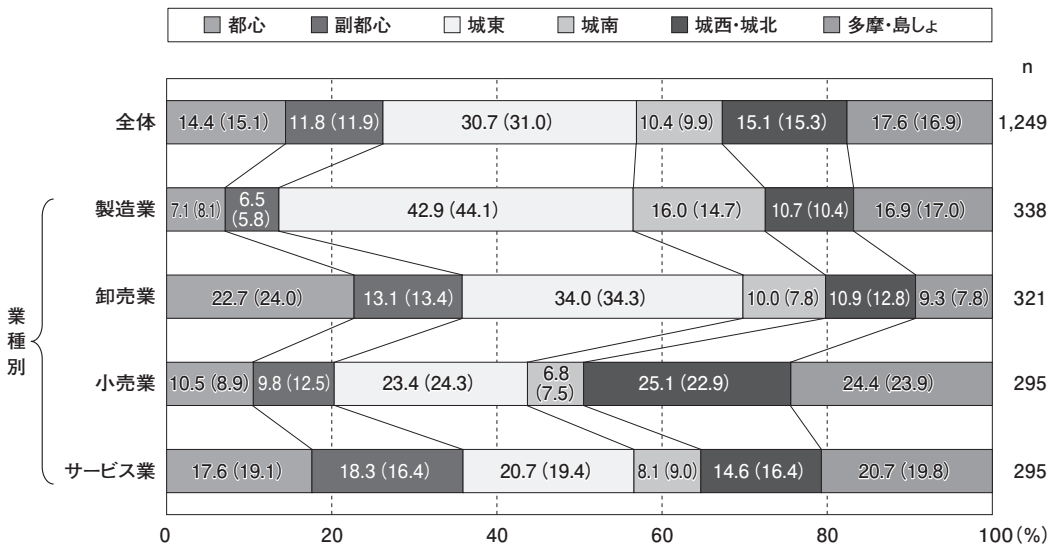 都心 副都心 城東 城南 城西・城北 多摩・島しょ
n
全体 14.4 (15.1) 11.8 (11.9) 30.7 (31.0) 10.4 (9.9) 15.1 (15.3) 17.6 (16.9) 1,249
製造業 7.1 (8.1) 6.5 (5.8) 42.9 (44.1) 16.0 (14.7) 10.7 (10.4) 16.9 (17.0) 338
卸売業 22.7 (24.0) 13.1 (13.4) 34.0 (34.3) 10.0 (7.8) 10.9 (12.8) 9.3 (7.8) 321
業種別
小売業 10.5 (8.9) 9.8 (12.5) 23.4 (24.3) 6.8 (7.5) 25.1 (22.9) 24.4 (23.9) 295
サービス業 17.6 (19.1) 18.3 (16.4) 20.7 (19.4) 8.1 (9.0) 14.6 (16.4) 20.7 (19.8) 295
0 20 40 60 80 100 (%)